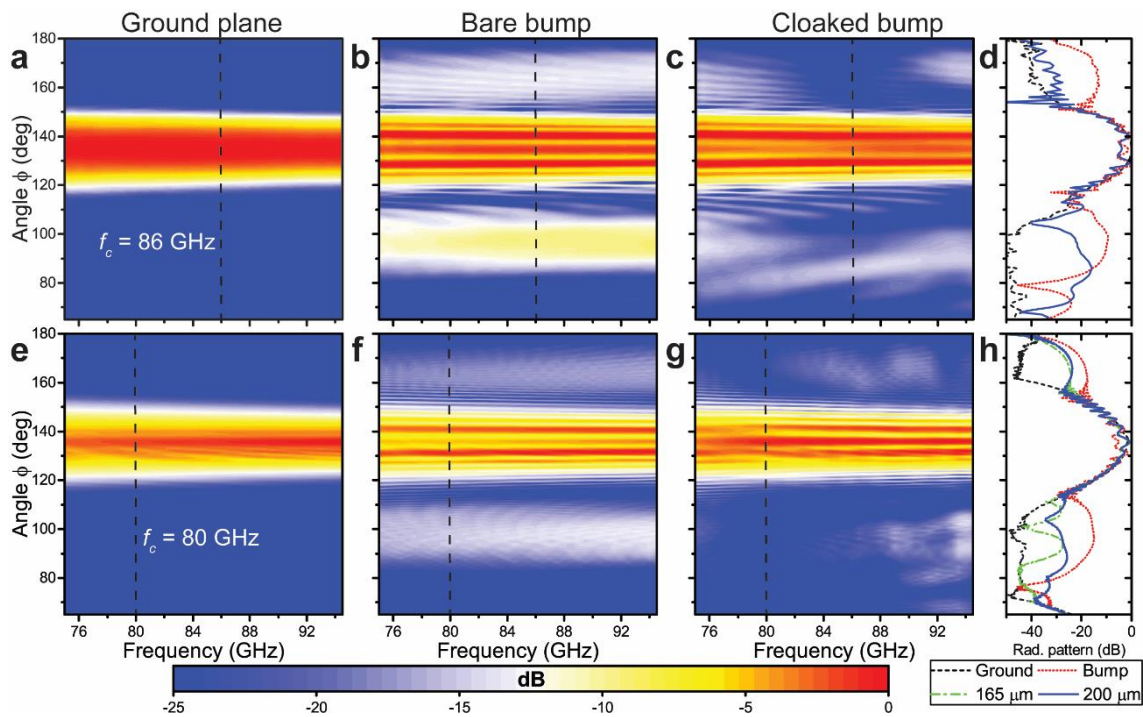 Ground plane Bare bump Cloaked bump
a b c d
180
160
140
120
100
80
Angle ϕ (deg)
f_c = 86 GHz
e f g h
180
160
140
120
100
80
Angle ϕ (deg)
f_c = 80 GHz
76 80 84 88 92 76 80 84 88 92 76 80 84 88 92 -40 -20 0
Frequency (GHz) Frequency (GHz) Frequency (GHz) Rad. pattern (dB)
dB
-25 -20 -15 -10 -5 0
Ground Bump
165 μm 200 μm